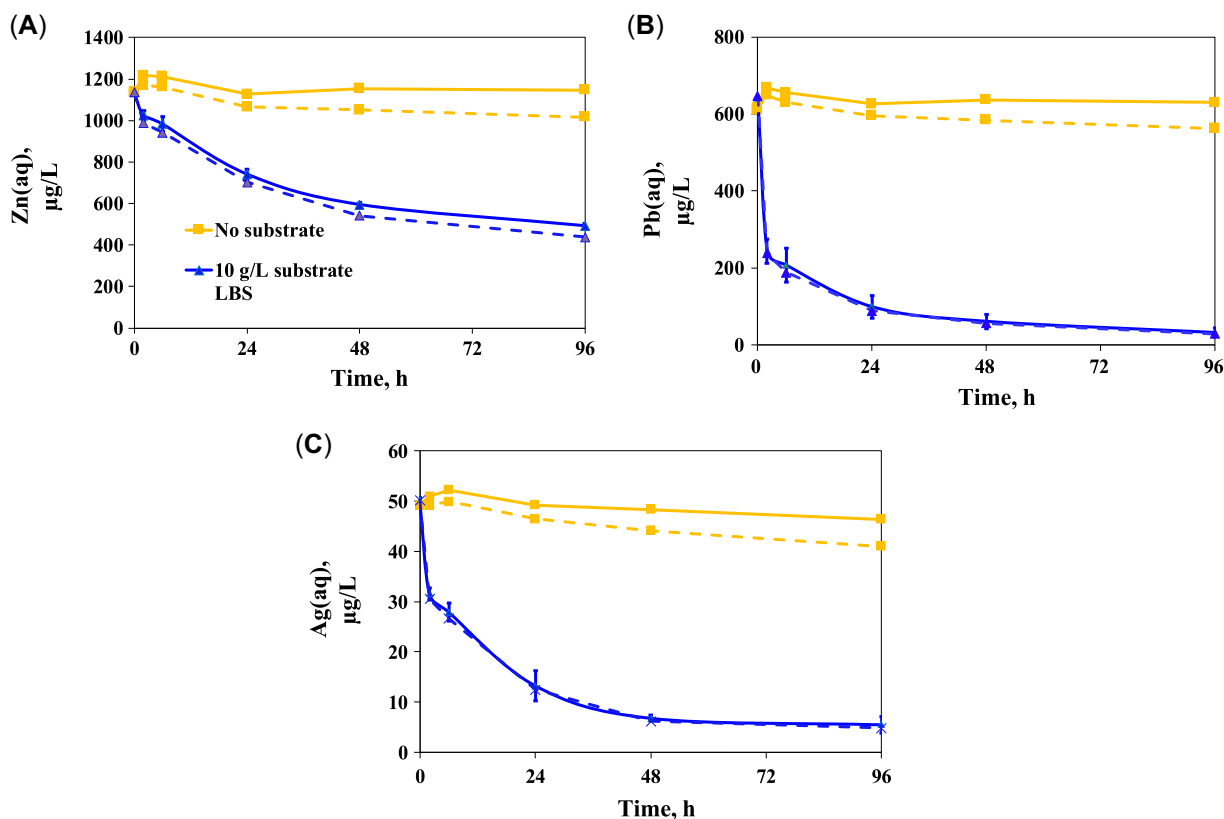 (A)
1400
1200
1000
800
600
400
200
0
Zn(aq),
µg/L
No substrate
10 g/L substrate
LBS
0 24 48 72 96
Time, h
(B)
800
600
400
200
0
Pb(aq),
µg/L
0 24 48 72 96
Time, h
(C)
60
50
40
30
20
10
0
Ag(aq),
µg/L
0 24 48 72 96
Time, h